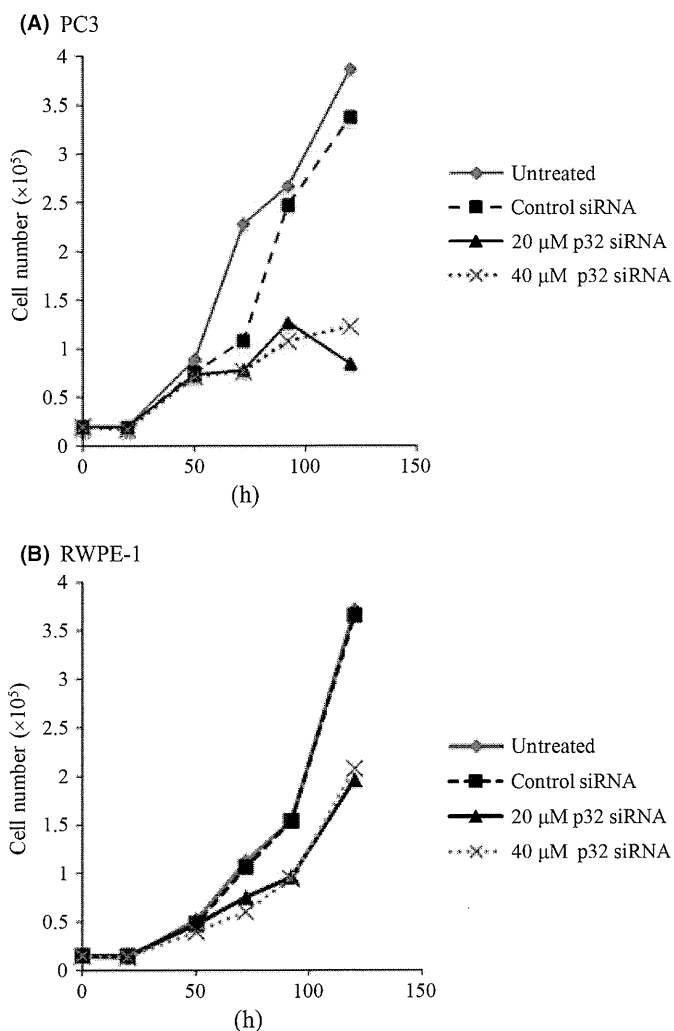 (A) PC3
4
3.5
3
2.5
2
1.5
1
0.5
0
0 50 100 150
Cell number (×10⁵)
(h)
Untreated
Control siRNA
20 µM p32 siRNA
40 µM p32 siRNA
(B) RWPE-1
4
3.5
3
2.5
2
1.5
1
0.5
0
0 50 100 150
Cell number (×10⁵)
(h)
Untreated
Control siRNA
20 µM p32 siRNA
40 µM p32 siRNA